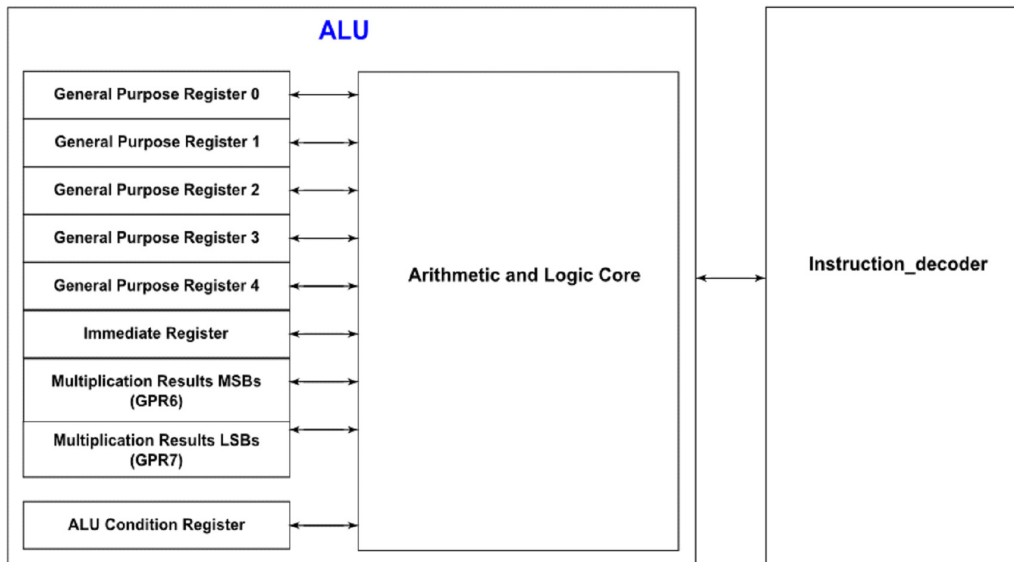 ALU
General Purpose Register 0
General Purpose Register 1
General Purpose Register 2
General Purpose Register 3
General Purpose Register 4
Immediate Register
Multiplication Results MSBs
(GPR6)
Multiplication Results LSBs
(GPR7)
ALU Condition Register
Arithmetic and Logic Core
Instruction_decoder